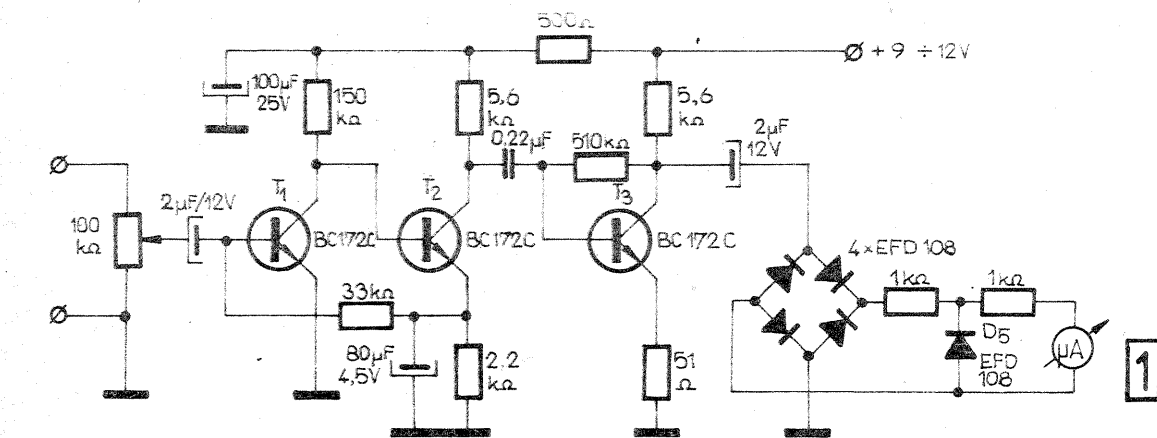 500Ω
+ 9 ÷ 12V
100µF
25V
150
kΩ
5,6
kΩ
5,6
kΩ
0,22µF
510kΩ
2µF
12V
T1
T2
T3
2µF/12V
100
kΩ
BC172C
BC172C
BC172C
4×EFD 108
1kΩ
1kΩ
33kΩ
D5
EFD
108
µA
80µF
4,5V
2.2
kΩ
51
Ω
1